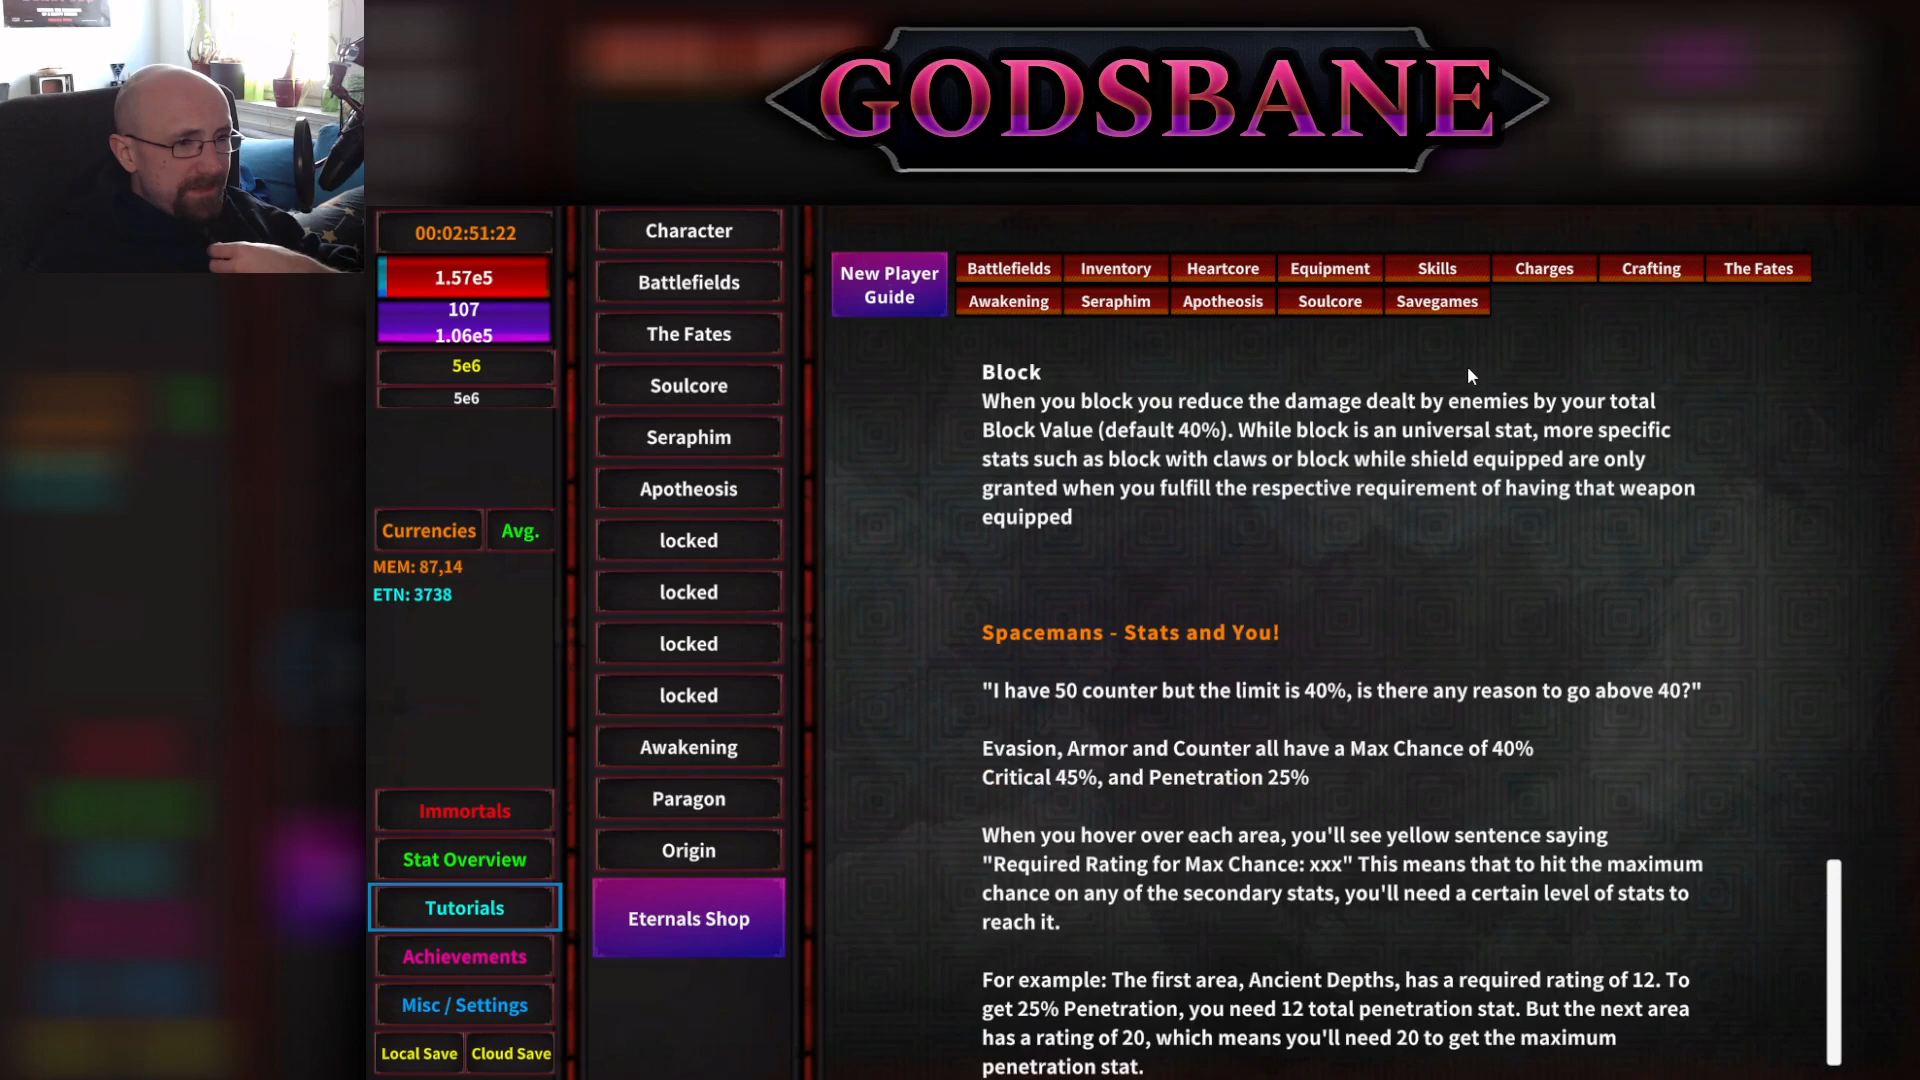 GODSBANE
00:02:51:22
1.57e5
107
1.06e5
5e6
5e6
Currencies
Avg.
MEM: 87,14
ETN: 3738
Immortals
Stat Overview
Tutorials
Achievements
Misc / Settings
Local Save
Cloud Save
Character
Battlefields
The Fates
Soulcore
Seraphim
Apotheosis
locked
locked
locked
locked
Awakening
Paragon
Origin
Eternals Shop
New Player
Guide
Battlefields
Inventory
Heartcore
Equipment
Skills
Charges
Crafting
The Fates
Awakening
Seraphim
Apotheosis
Soulcore
Savegames
Block
When you block you reduce the damage dealt by enemies by your total
Block Value (default 40%). While block is an universal stat, more specific
stats such as block with claws or block while shield equipped are only
granted when you fulfill the respective requirement of having that weapon
equipped
Spacemans - Stats and You!
"I have 50 counter but the limit is 40%, is there any reason to go above 40?"
Evasion, Armor and Counter all have a Max Chance of 40%
Critical 45%, and Penetration 25%
When you hover over each area, you'll see yellow sentence saying
"Required Rating for Max Chance: xxx" This means that to hit the maximum
chance on any of the secondary stats, you'll need a certain level of stats to
reach it.
For example: The first area, Ancient Depths, has a required rating of 12. To
get 25% Penetration, you need 12 total penetration stat. But the next area
has a rating of 20, which means you'll need 20 to get the maximum
penetration stat.